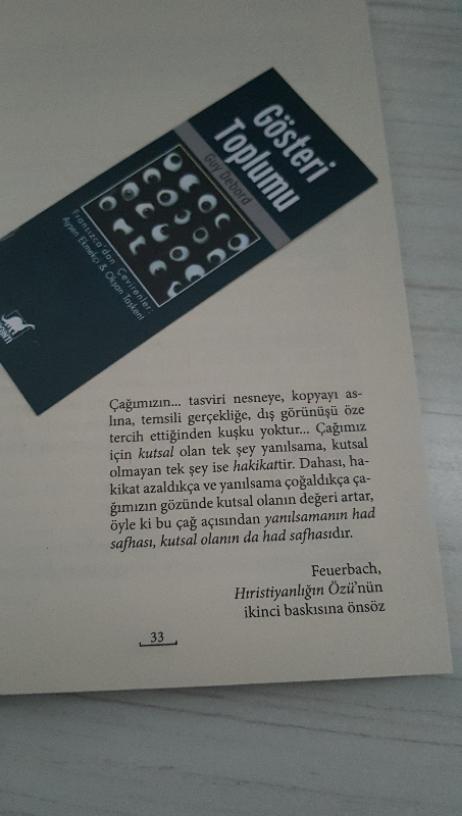 Gösteri
Toplumu
Guy Debord
Fransızca'dan Çevirenler:
Ayşen Ekmekçi & Okşan Taşkent
Çağımızın... tasviri nesneye, kopyayı as-
lına, temsili gerçekliğe, dış görünüşü öze
tercih ettiğinden kuşku yoktur... Çağımız
için kutsal olan tek şey yanılsama, kutsal
olmayan tek şey ise hakikattir. Dahası, ha-
kikat azaldıkça ve yanılsama çoğaldıkça ça-
ğımızın gözünde kutsal olanın değeri artar,
öyle ki bu çağ açısından yanılsamanın had
safhası, kutsal olanın da had safhasıdır.
Feuerbach,
Hıristiyanlığın Özü'nün
ikinci baskısına önsöz
33